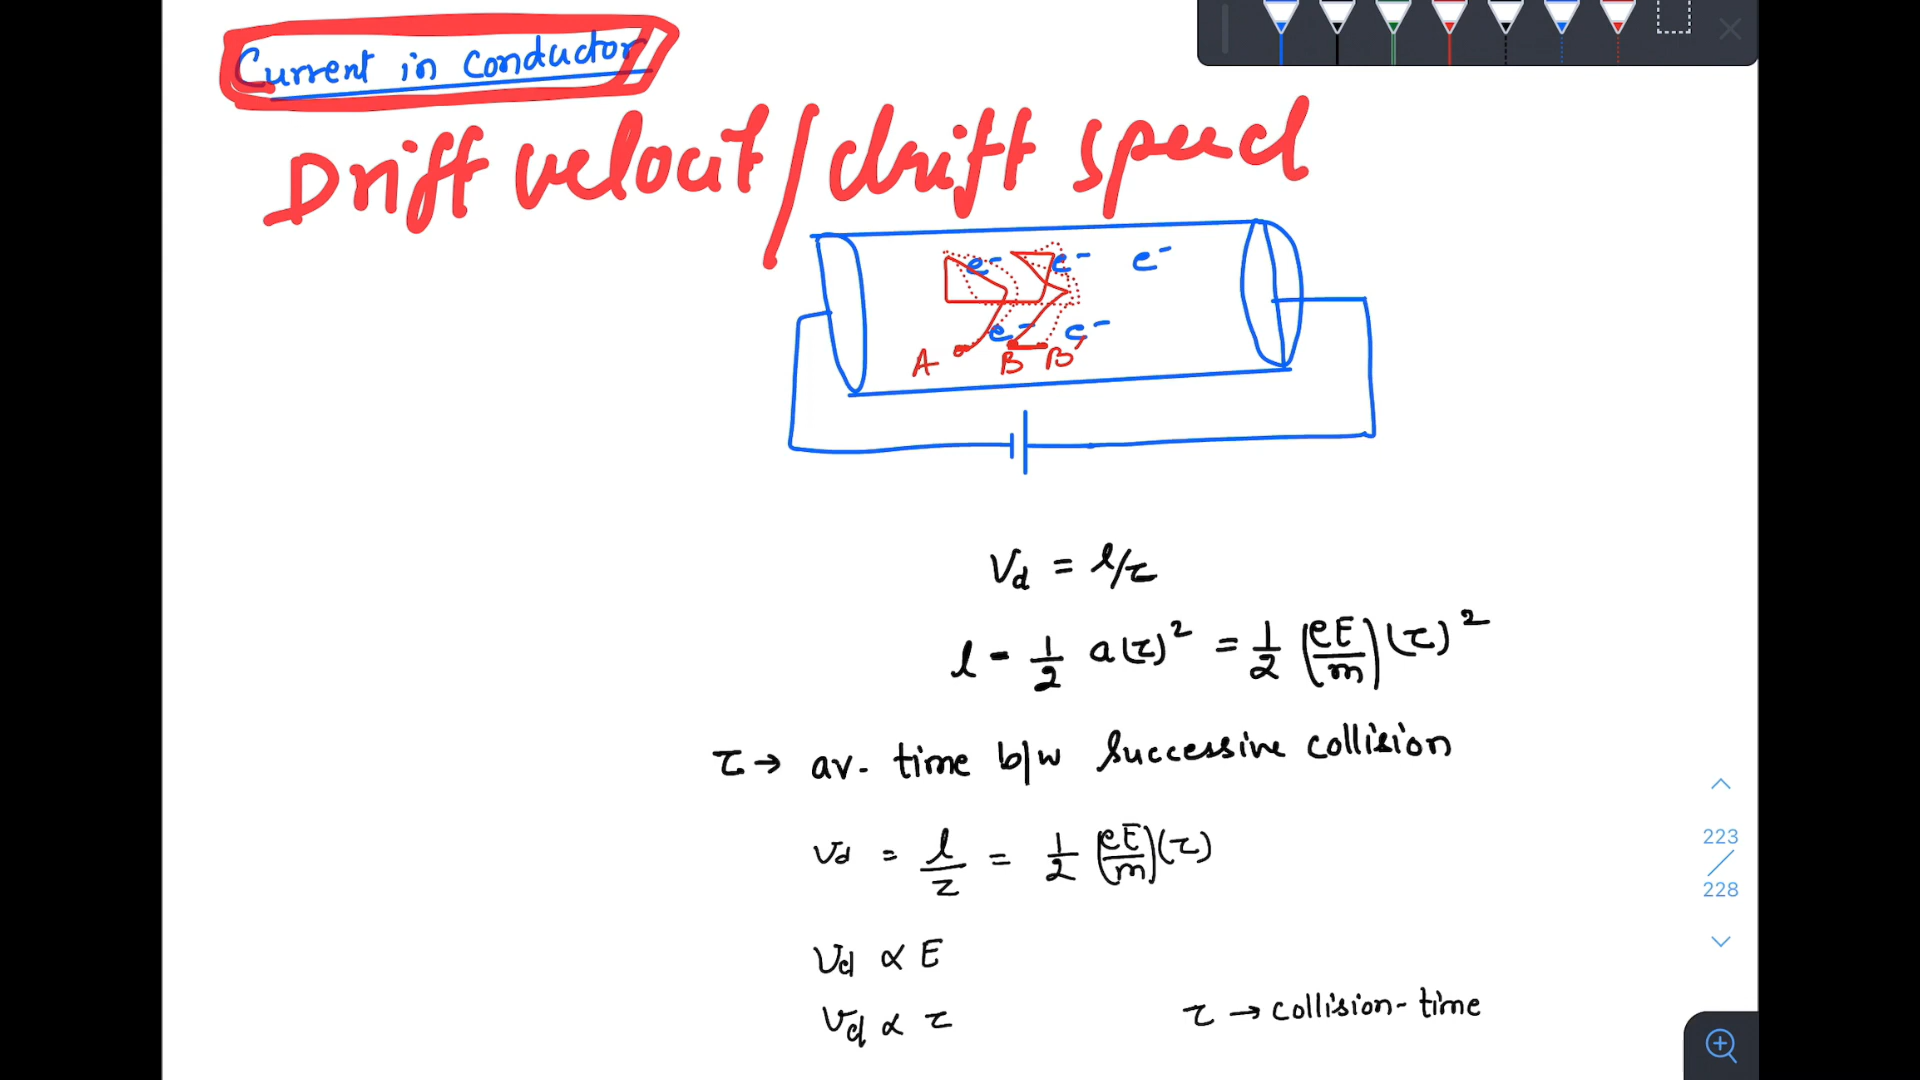 Current in conductor
Drift velocit/drift speed
e⁻ e⁻ e⁻
e⁻ e⁻
A B B'
Vd = l/τ
l = 1/2 a(τ)² = 1/2 (eE/m)(τ)²
τ → av. time b/w Successive collision
Vd = l/τ = 1/2 (eE/m)(τ)
Vd ∝ E
Vd ∝ τ
τ → collision-time
223
/
228